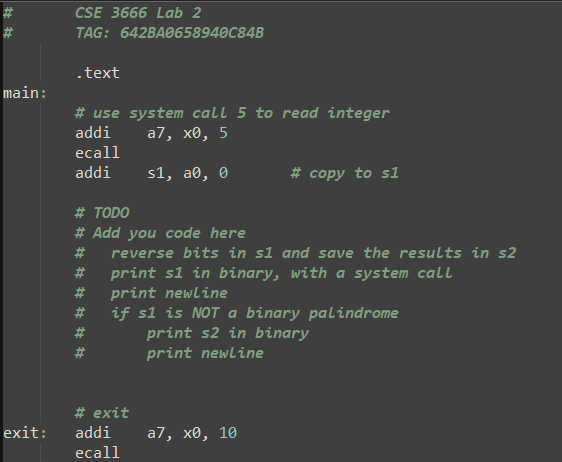 # CSE 3666 Lab 2
# TAG: 642BA0658940C84B
.text
main:
# use system call 5 to read integer
addi a7, x0, 5
ecall
addi s1, a0, 0 # copy to s1
# TODO
# Add you code here
# reverse bits in s1 and save the results in s2
# print s1 in binary, with a system call
# print newline
# if s1 is NOT a binary palindrome
# print s2 in binary
# print newline
# exit
exit: addi a7, x0, 10
ecall